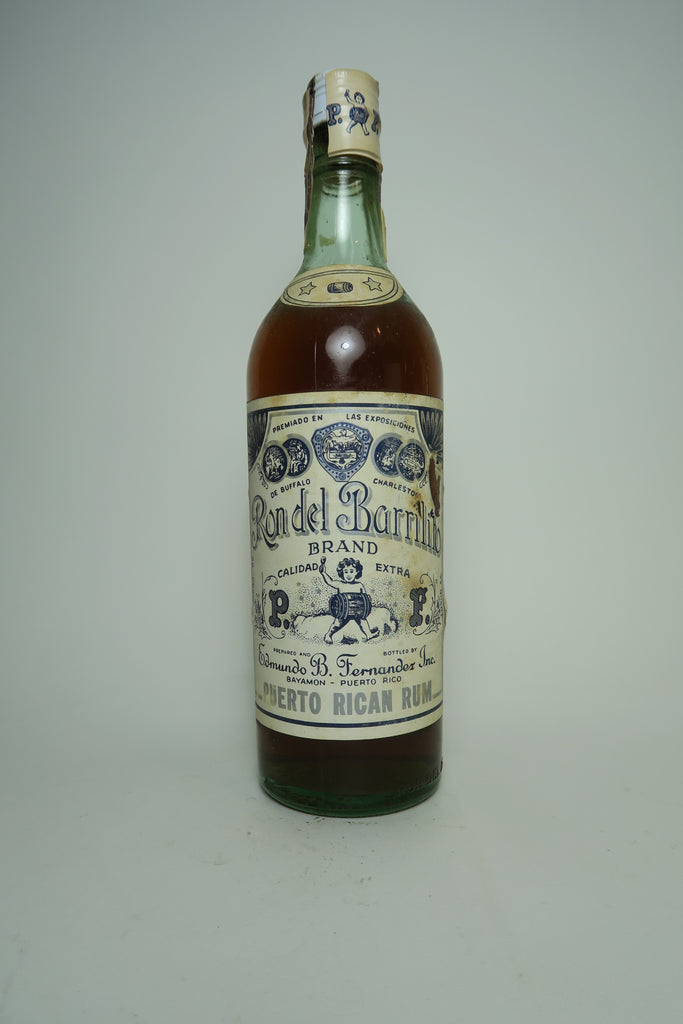 P.
PREMIADO EN LAS EXPOSICIONES
DE BUFFALO CHARLESTON
Ron del Barrilito
BRAND
CALIDAD EXTRA
P. F.
PREPARED AND BOTTLED BY
Edmundo B. Fernandez Inc.
BAYAMON - PUERTO RICO
PUERTO RICAN RUM